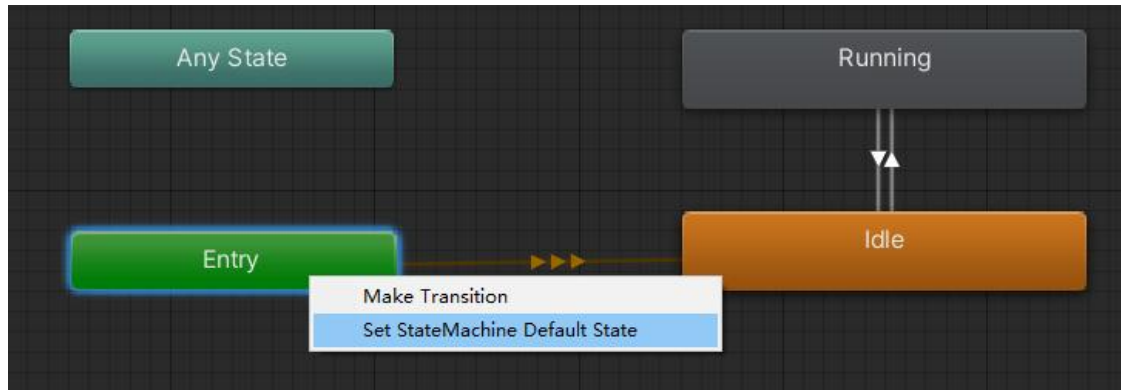 Any State
Running
Entry
Idle
Make Transition
Set StateMachine Default State